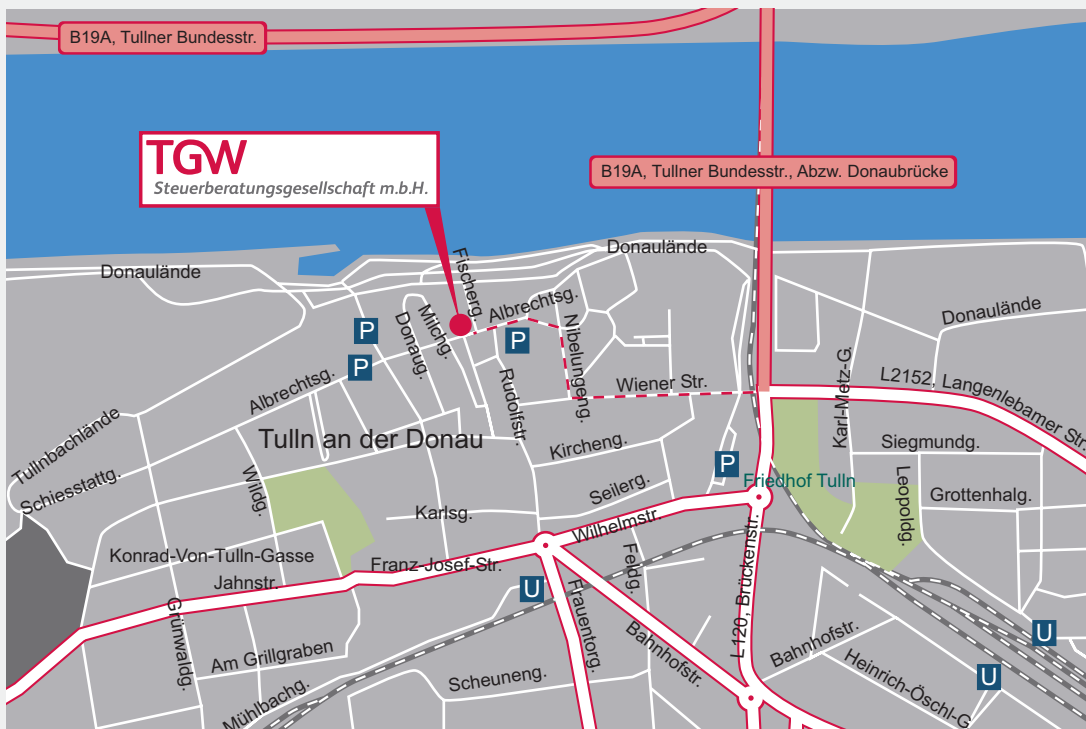 B19A, Tullner Bundesstr.
TGW
Steuerberatungsgesellschaft m.b.H.
B19A, Tullner Bundesstr., Abzw. Donaubrücke
Donaulände
Donaulände
Fischerg.
Albrechtsg.
Milchg.
Donaug.
P
P
P
Nibelungeng.
Donaulände
Albrechtsg.
Rudolfstr.
Wiener Str.
L2152, Langenlebarner Str.
Karl-Metz-G.
Tullnbachlände
Schiesstattg.
Tulln an der Donau
Kircheng.
Siegmundg.
Wildg.
Seilerg.
P
Friedhof Tulln
Leopoldg.
Grottenhalg.
Karlsg.
Wilhelmstr.
Konrad-Von-Tulln-Gasse
Jahnstr.
Franz-Josef-Str.
U
Feldg.
L120, Brückenstr.
Grünwaldg.
Frauentorg.
Bahnhofstr.
Bahnhofstr.
U
Am Grillgraben
Heinrich-Öschl-G
U
Mühlbachg.
Scheuneng.